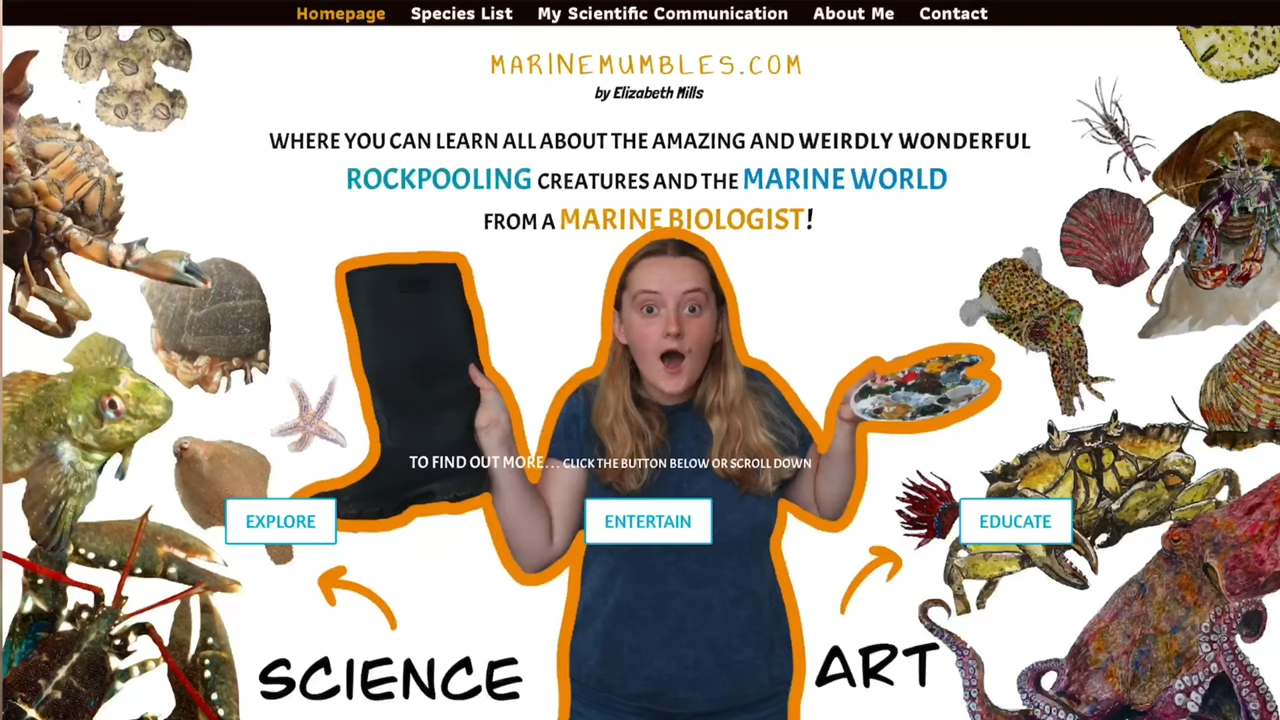 Homepage Species List My Scientific Communication About Me Contact
MARINEMUMBLES.COM
by Elizabeth Mills
WHERE YOU CAN LEARN ALL ABOUT THE AMAZING AND WEIRDLY WONDERFUL
ROCKPOOLING CREATURES AND THE MARINE WORLD
FROM A MARINE BIOLOGIST!
TO FIND OUT MORE... CLICK THE BUTTON BELOW OR SCROLL DOWN
EXPLORE ENTERTAIN EDUCATE
SCIENCE ART